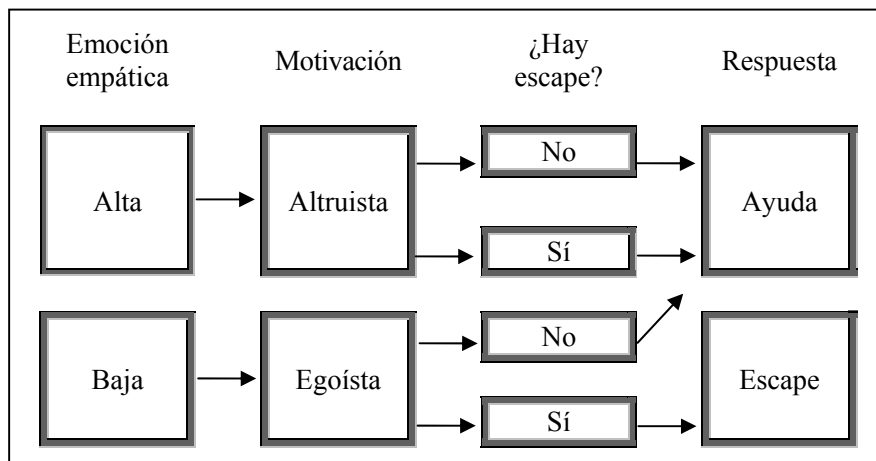 Emoción
empática
Motivación
¿Hay
escape?
Respuesta
Alta
Altruista
No
Sí
Ayuda
Baja
Egoísta
No
Sí
Escape